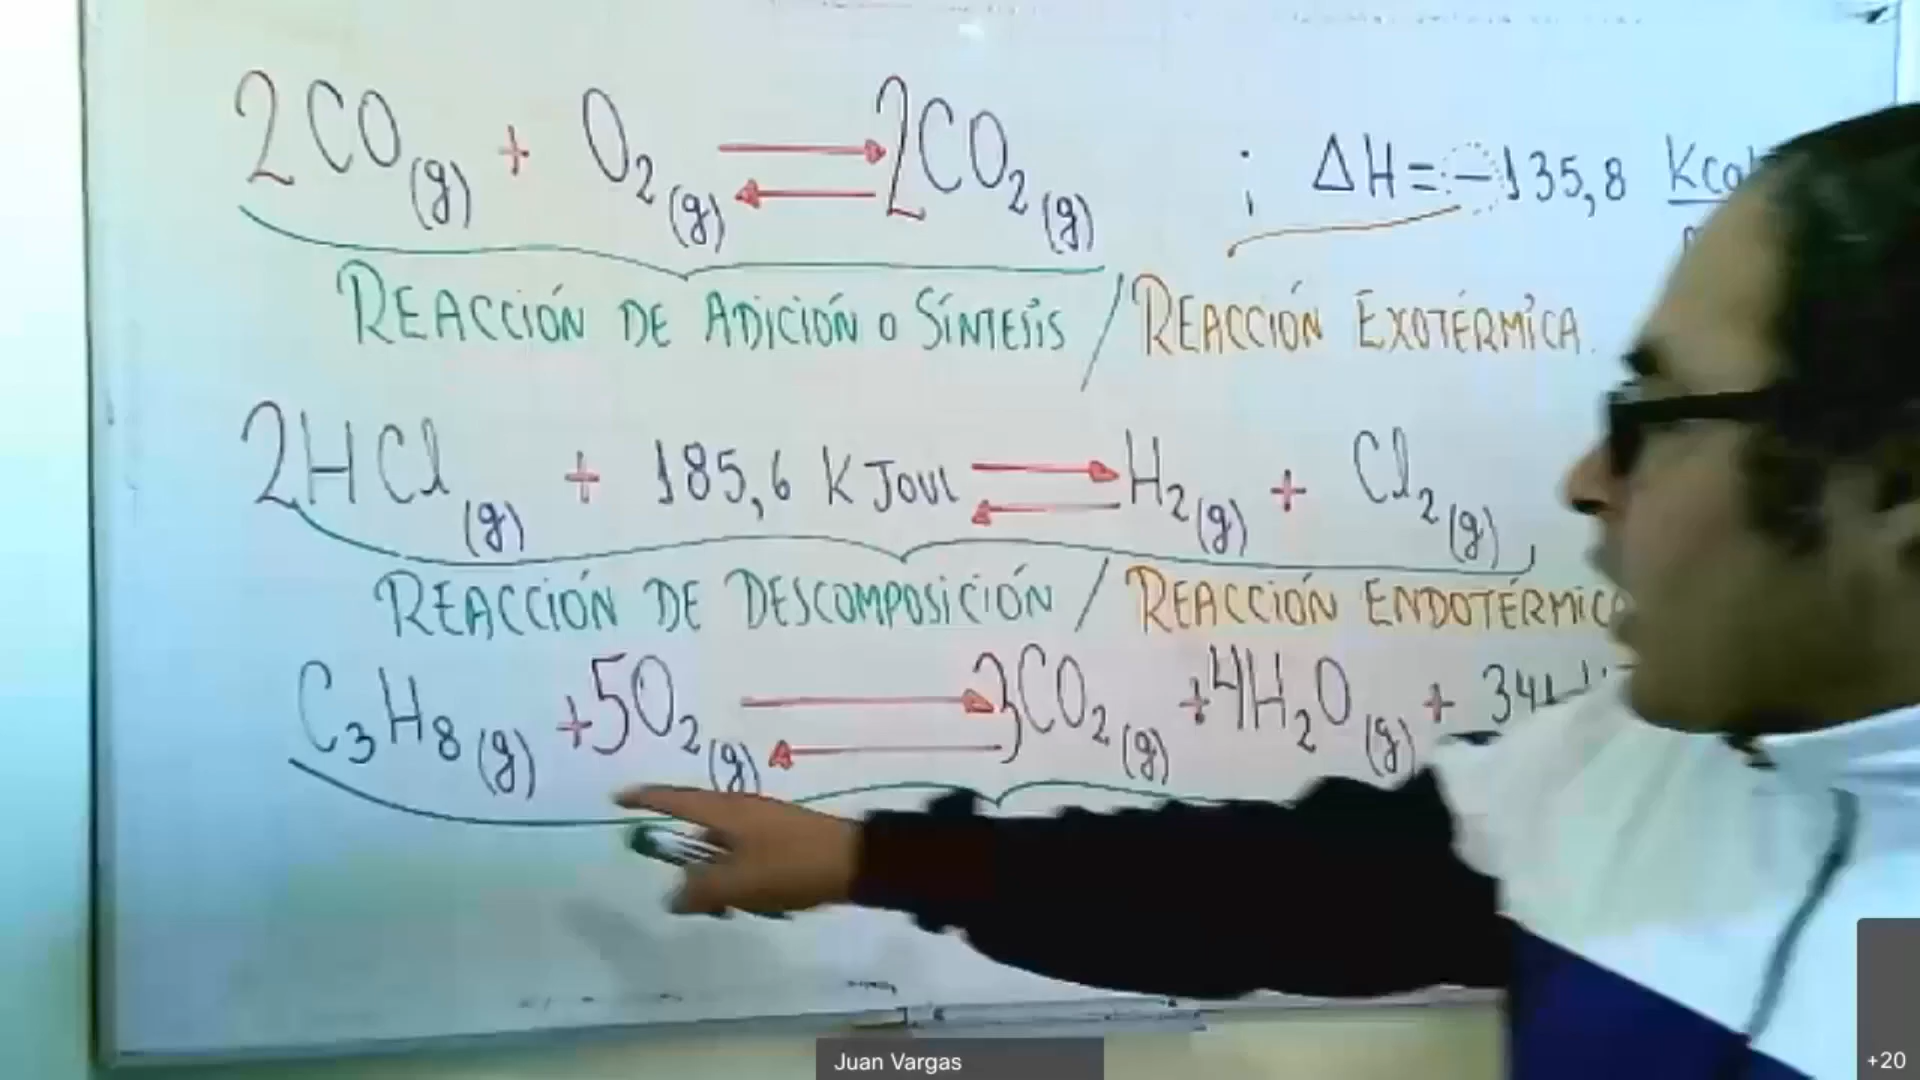 2CO(g) + O2(g) ⇄ 2CO2(g) ; ΔH = -135,8
REACCIÓN DE ADICIÓN O SÍNTESIS / REACCIÓN EXOTÉRMICA.
2HCl(g) + 185,6 KJoul ⇄ H2(g) + Cl2(g)
REACCIÓN DE DESCOMPOSICIÓN / REACCIÓN ENDOTÉRMICA
C3H8(g) + 5O2(g) ⇄ 3CO2(g) + 4H2O(g) +
Juan Vargas
+20